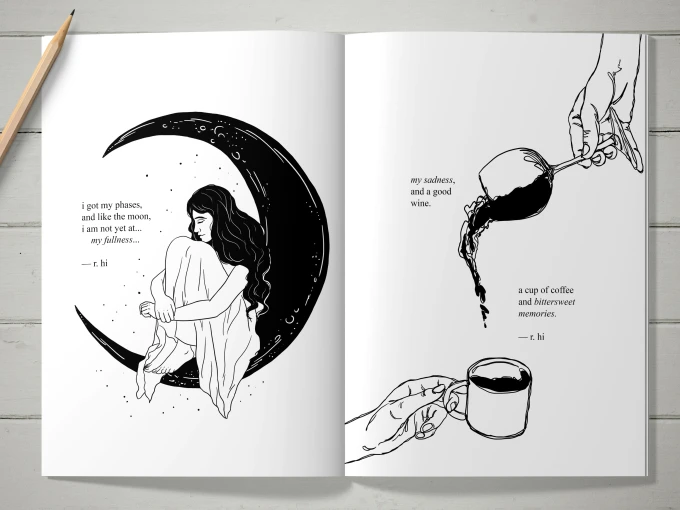 i got my phases,
and like the moon,
i am not yet at...
my fullness...
— r. hi
my sadness,
and a good
wine.
a cup of coffee
and bittersweet
memories.
— r. hi